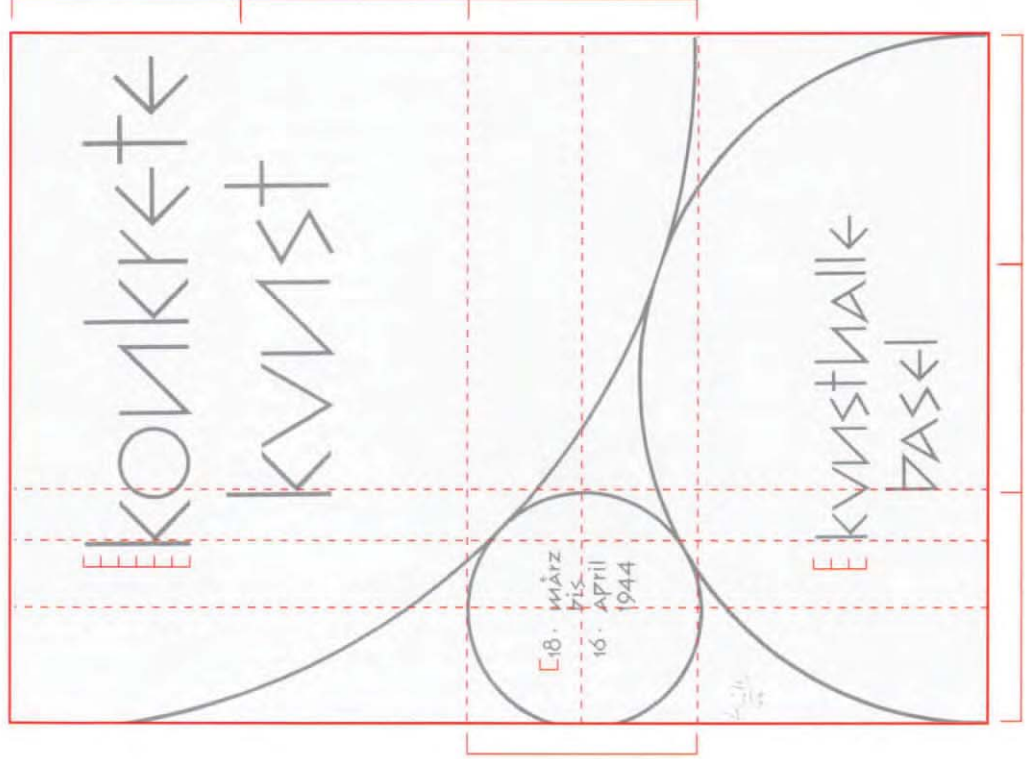 konkrete
kunst
18. märz
bis
16. april
1944
kunsthalle
basel